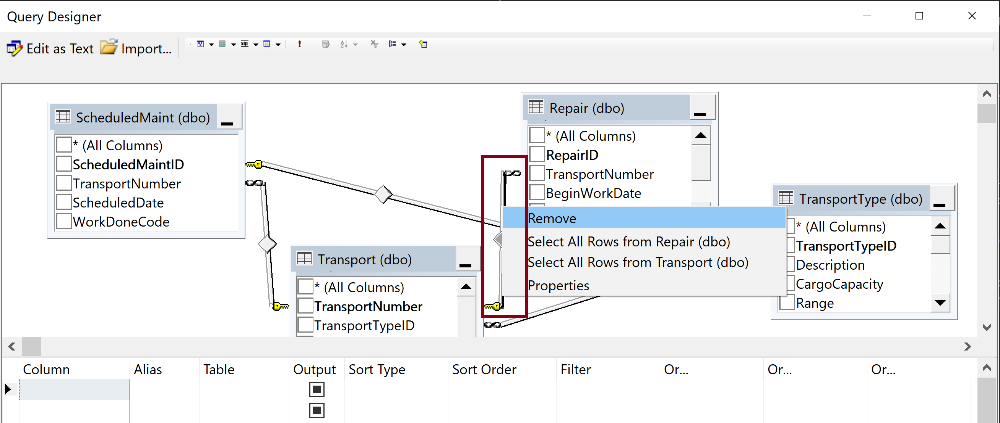 Query Designer
Edit as Text Import... SQL
ScheduledMaint (dbo)
* (All Columns)
ScheduledMaintID
TransportNumber
ScheduledDate
WorkDoneCode
Repair (dbo)
* (All Columns)
RepairID
TransportNumber
BeginWorkDate
Remove
Select All Rows from Repair (dbo)
Select All Rows from Transport (dbo)
Properties
TransportType (dbo)
* (All Columns)
TransportTypeID
Description
CargoCapacity
Range
Transport (dbo)
* (All Columns)
TransportNumber
TransportTypeID
Column Alias Table Output Sort Type Sort Order Filter Or... Or... Or...